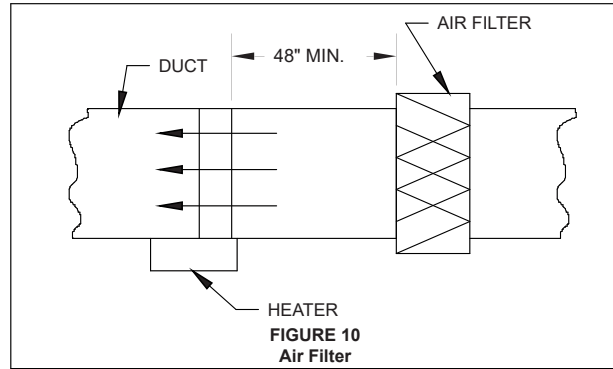 AIR FILTER
48" MIN.
DUCT
HEATER
FIGURE 10
Air Filter